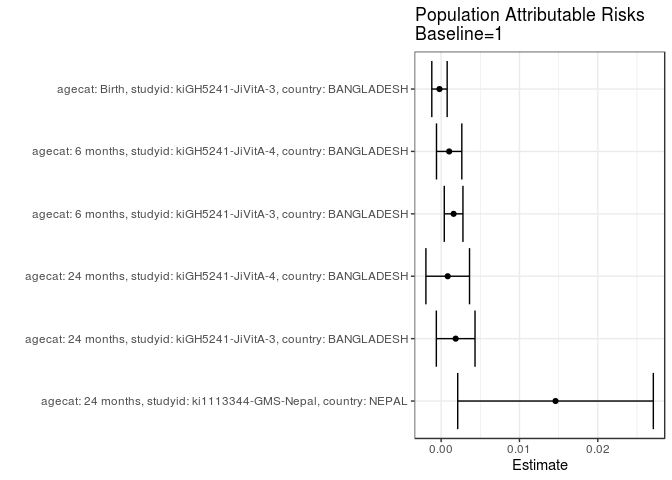 Population Attributable Risks
Baseline=1
agecat: Birth, studyid: kiGH5241-JiVitA-3, country: BANGLADESH
agecat: 6 months, studyid: kiGH5241-JiVitA-4, country: BANGLADESH
agecat: 6 months, studyid: kiGH5241-JiVitA-3, country: BANGLADESH
agecat: 24 months, studyid: kiGH5241-JiVitA-4, country: BANGLADESH
agecat: 24 months, studyid: kiGH5241-JiVitA-3, country: BANGLADESH
agecat: 24 months, studyid: ki1113344-GMS-Nepal, country: NEPAL
0.00 0.01 0.02
Estimate